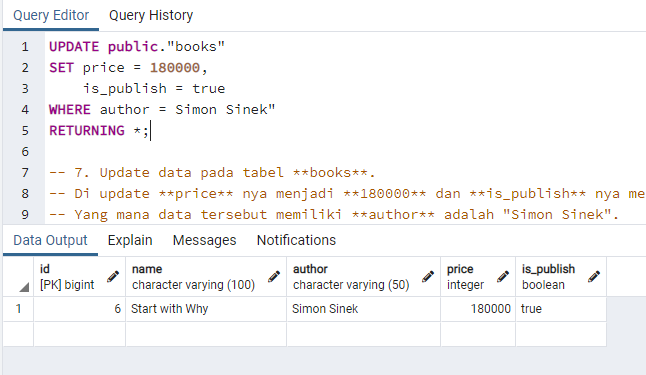 Query Editor Query History
1 UPDATE public."books"
2 SET price = 180000,
3 is_publish = true
4 WHERE author = Simon Sinek"
5 RETURNING *;
6
7 -- 7. Update data pada tabel **books**.
8 -- Di update **price** nya menjadi **180000** dan **is_publish** nya me
9 -- Yang mana data tersebut memiliki **author** adalah "Simon Sinek".
Data Output Explain Messages Notifications
id name author price is_publish
[PK] bigint character varying (100) character varying (50) integer boolean
1 6 Start with Why Simon Sinek 180000 true